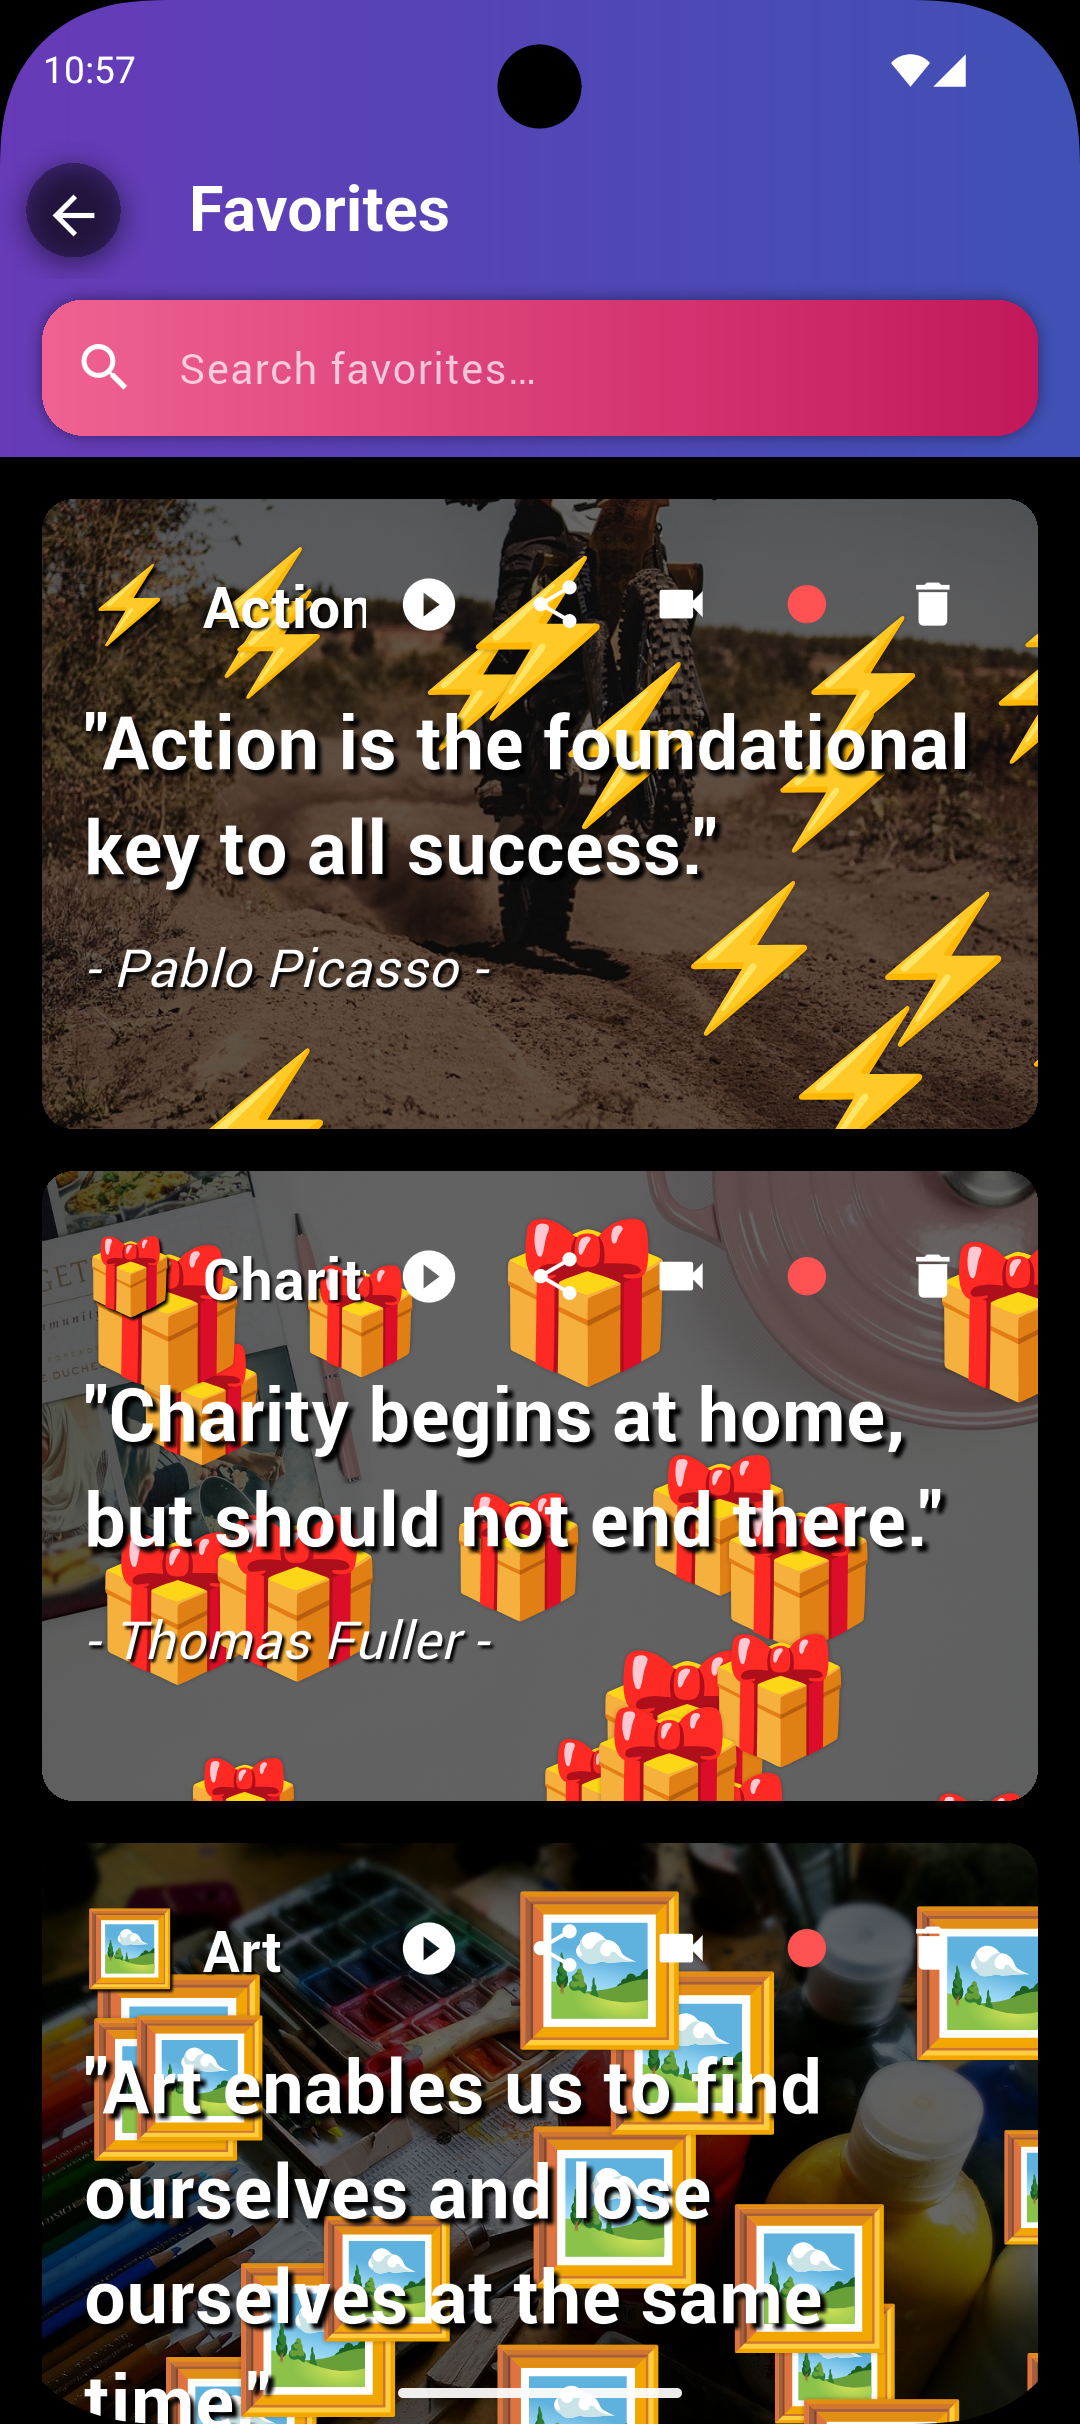 10:57
Favorites
Search favorites...
Action
"Action is the foundational
key to all success."
- Pablo Picasso -
Charit
"Charity begins at home,
but should not end there."
- Thomas Fuller -
Art
"Art enables us to find
ourselves and lose
ourselves at the same
time."